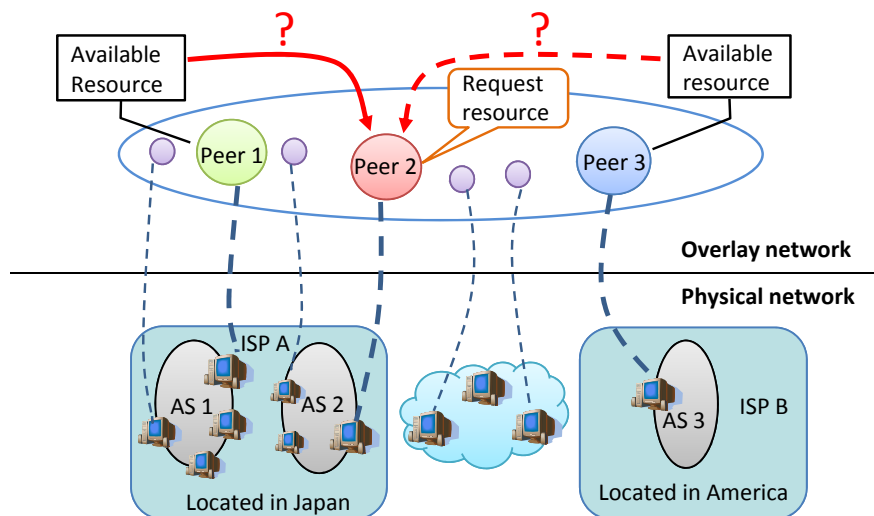 ?
?
Available
Resource
Available
resource
Request
resource
Peer 1
Peer 2
Peer 3
Overlay network
Physical network
ISP A
AS 1
AS 2
AS 3
ISP B
Located in Japan
Located in America